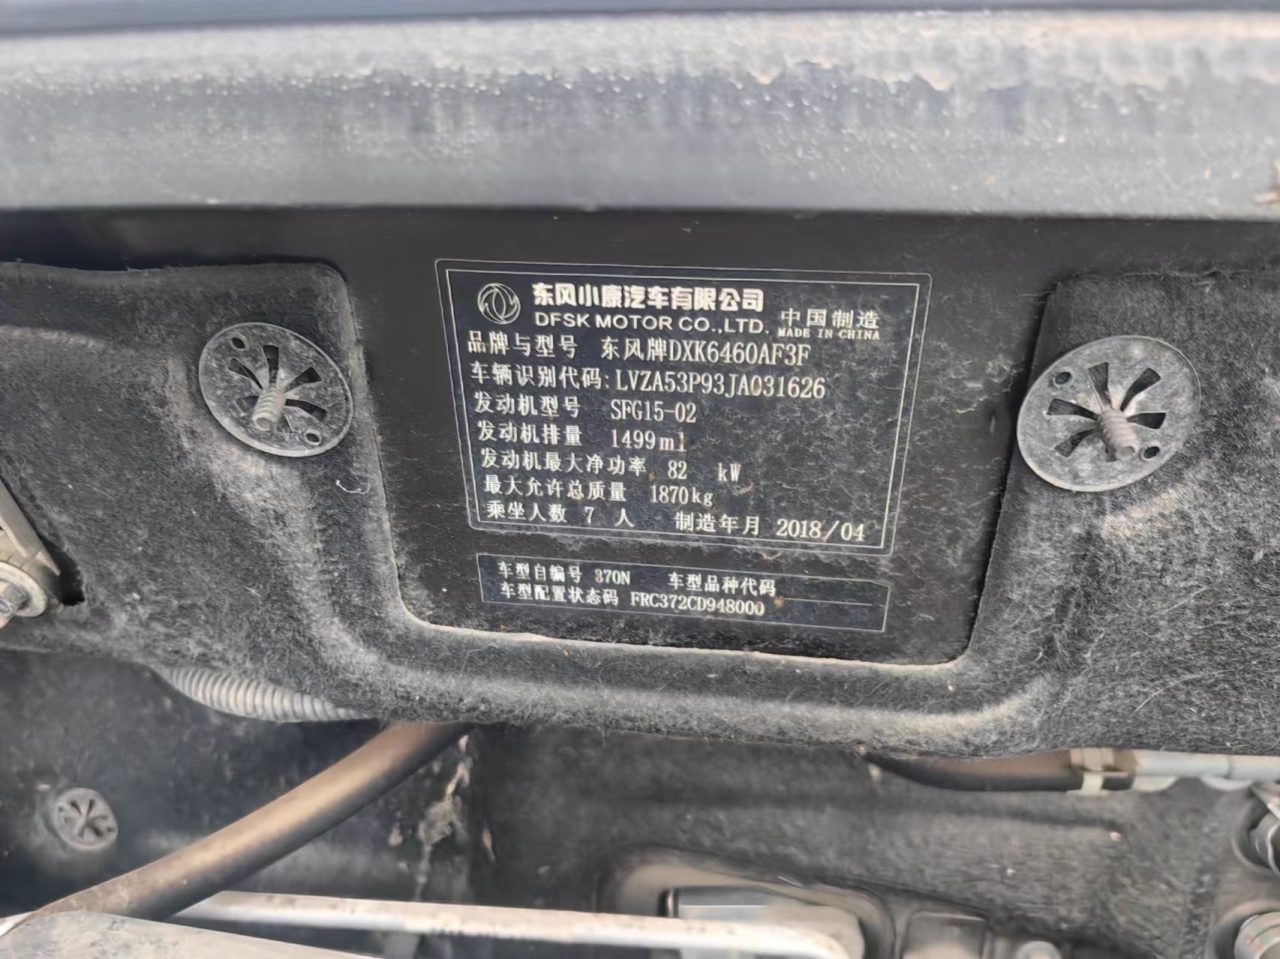 东风小康汽车有限公司
DFSK MOTOR CO.,LTD. 中国制造
MADE IN CHINA
品牌与型号 东风牌DXK6460AF3F
车辆识别代码:LVZA53P93JA031626
发动机型号 SFG15-02
发动机排量 1499ml
发动机最大净功率 82 kW
最大允许总质量 1870kg
乘坐人数 7 人 制造年月 2018/04
车型自编号 370N 车型品种代码
车型配置状态码 FRC372CD948000